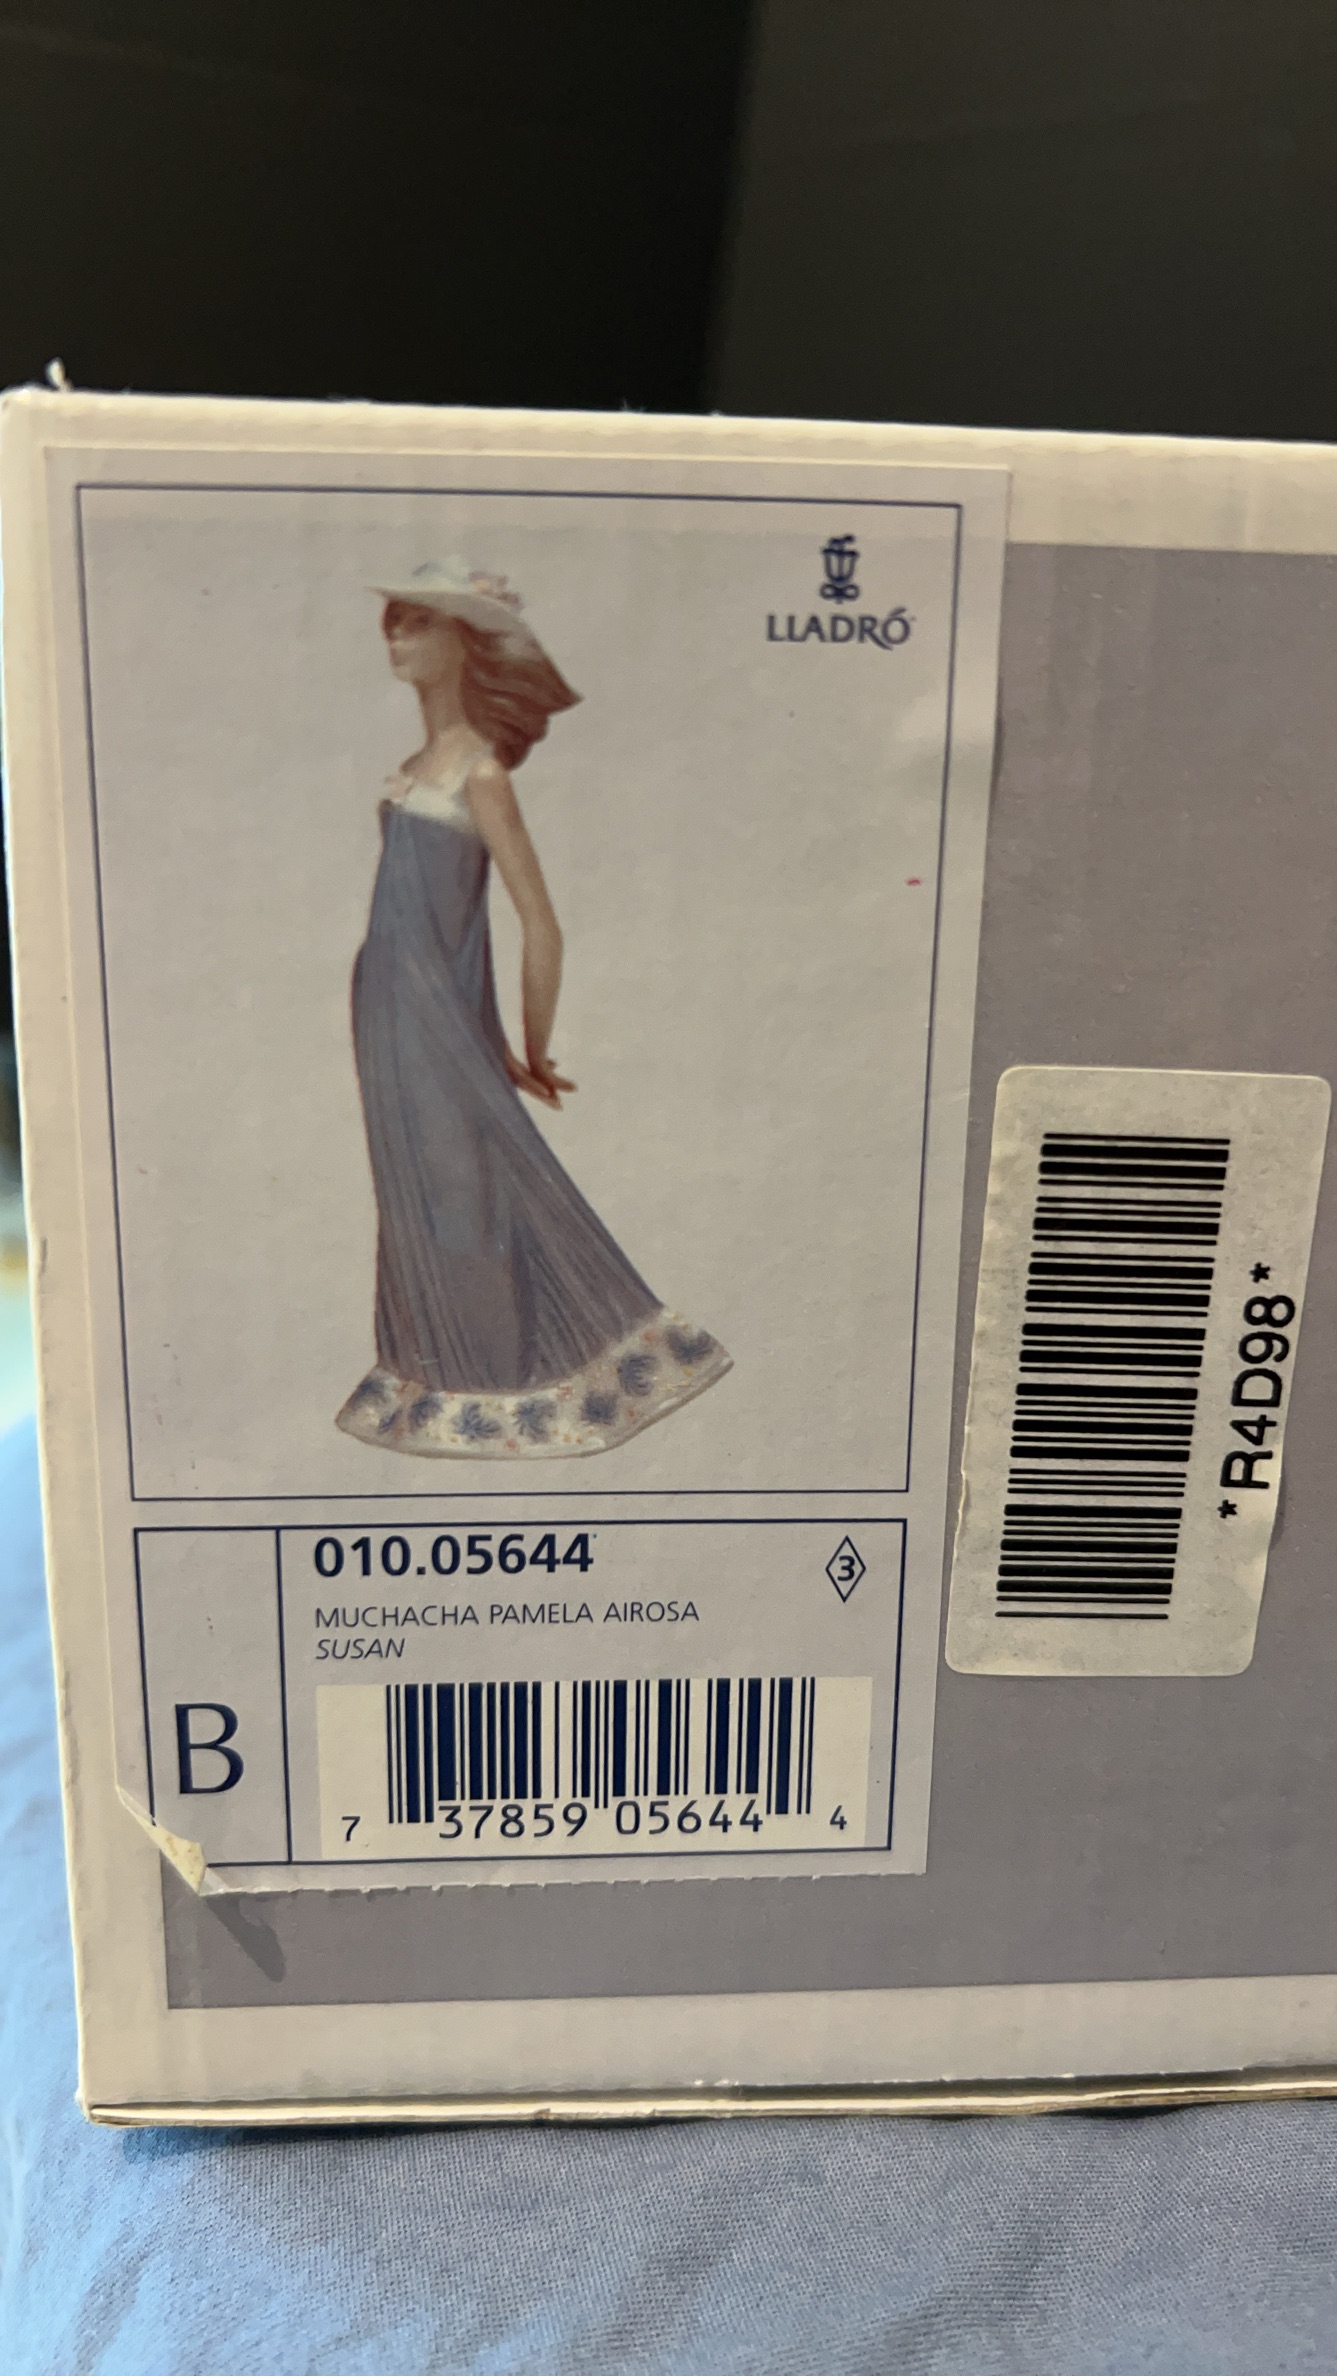 LLADRÓ
010.05644
3
MUCHACHA PAMELA AIROSA
SUSAN
B
7 37859 05644 4
*R4D98*